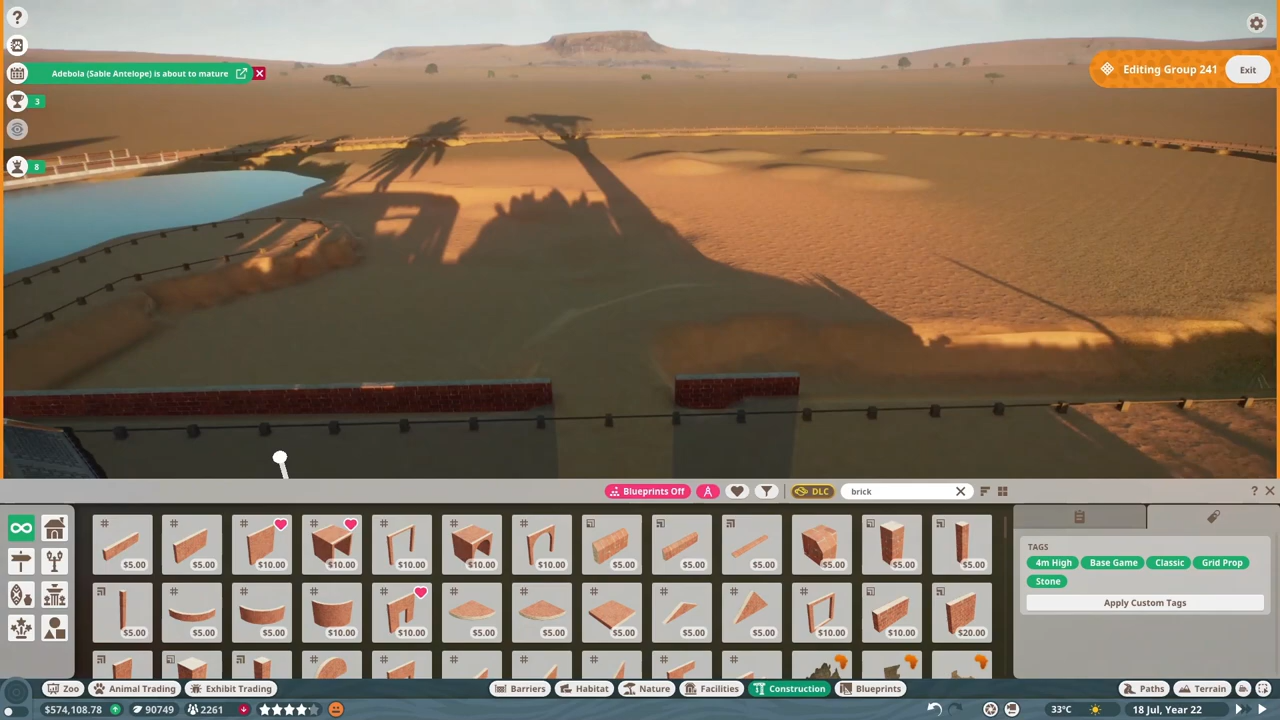 ?
Adebola (Sable Antelope) is about to mature
3
8
Editing Group 241
Exit
Blueprints Off
DLC
brick
?
$5.00 $5.00 $10.00 $10.00 $10.00 $10.00 $10.00 $5.00 $5.00 $5.00 $5.00 $5.00 $5.00
$5.00 $5.00 $5.00 $10.00 $10.00 $5.00 $5.00 $5.00 $5.00 $5.00 $10.00 $10.00 $20.00
TAGS
4m High Base Game Classic Grid Prop
Stone
Apply Custom Tags
Zoo Animal Trading Exhibit Trading Barriers Habitat Nature Facilities Construction Blueprints Paths Terrain
$574,108.78 90749 2261 33°C 18 Jul, Year 22